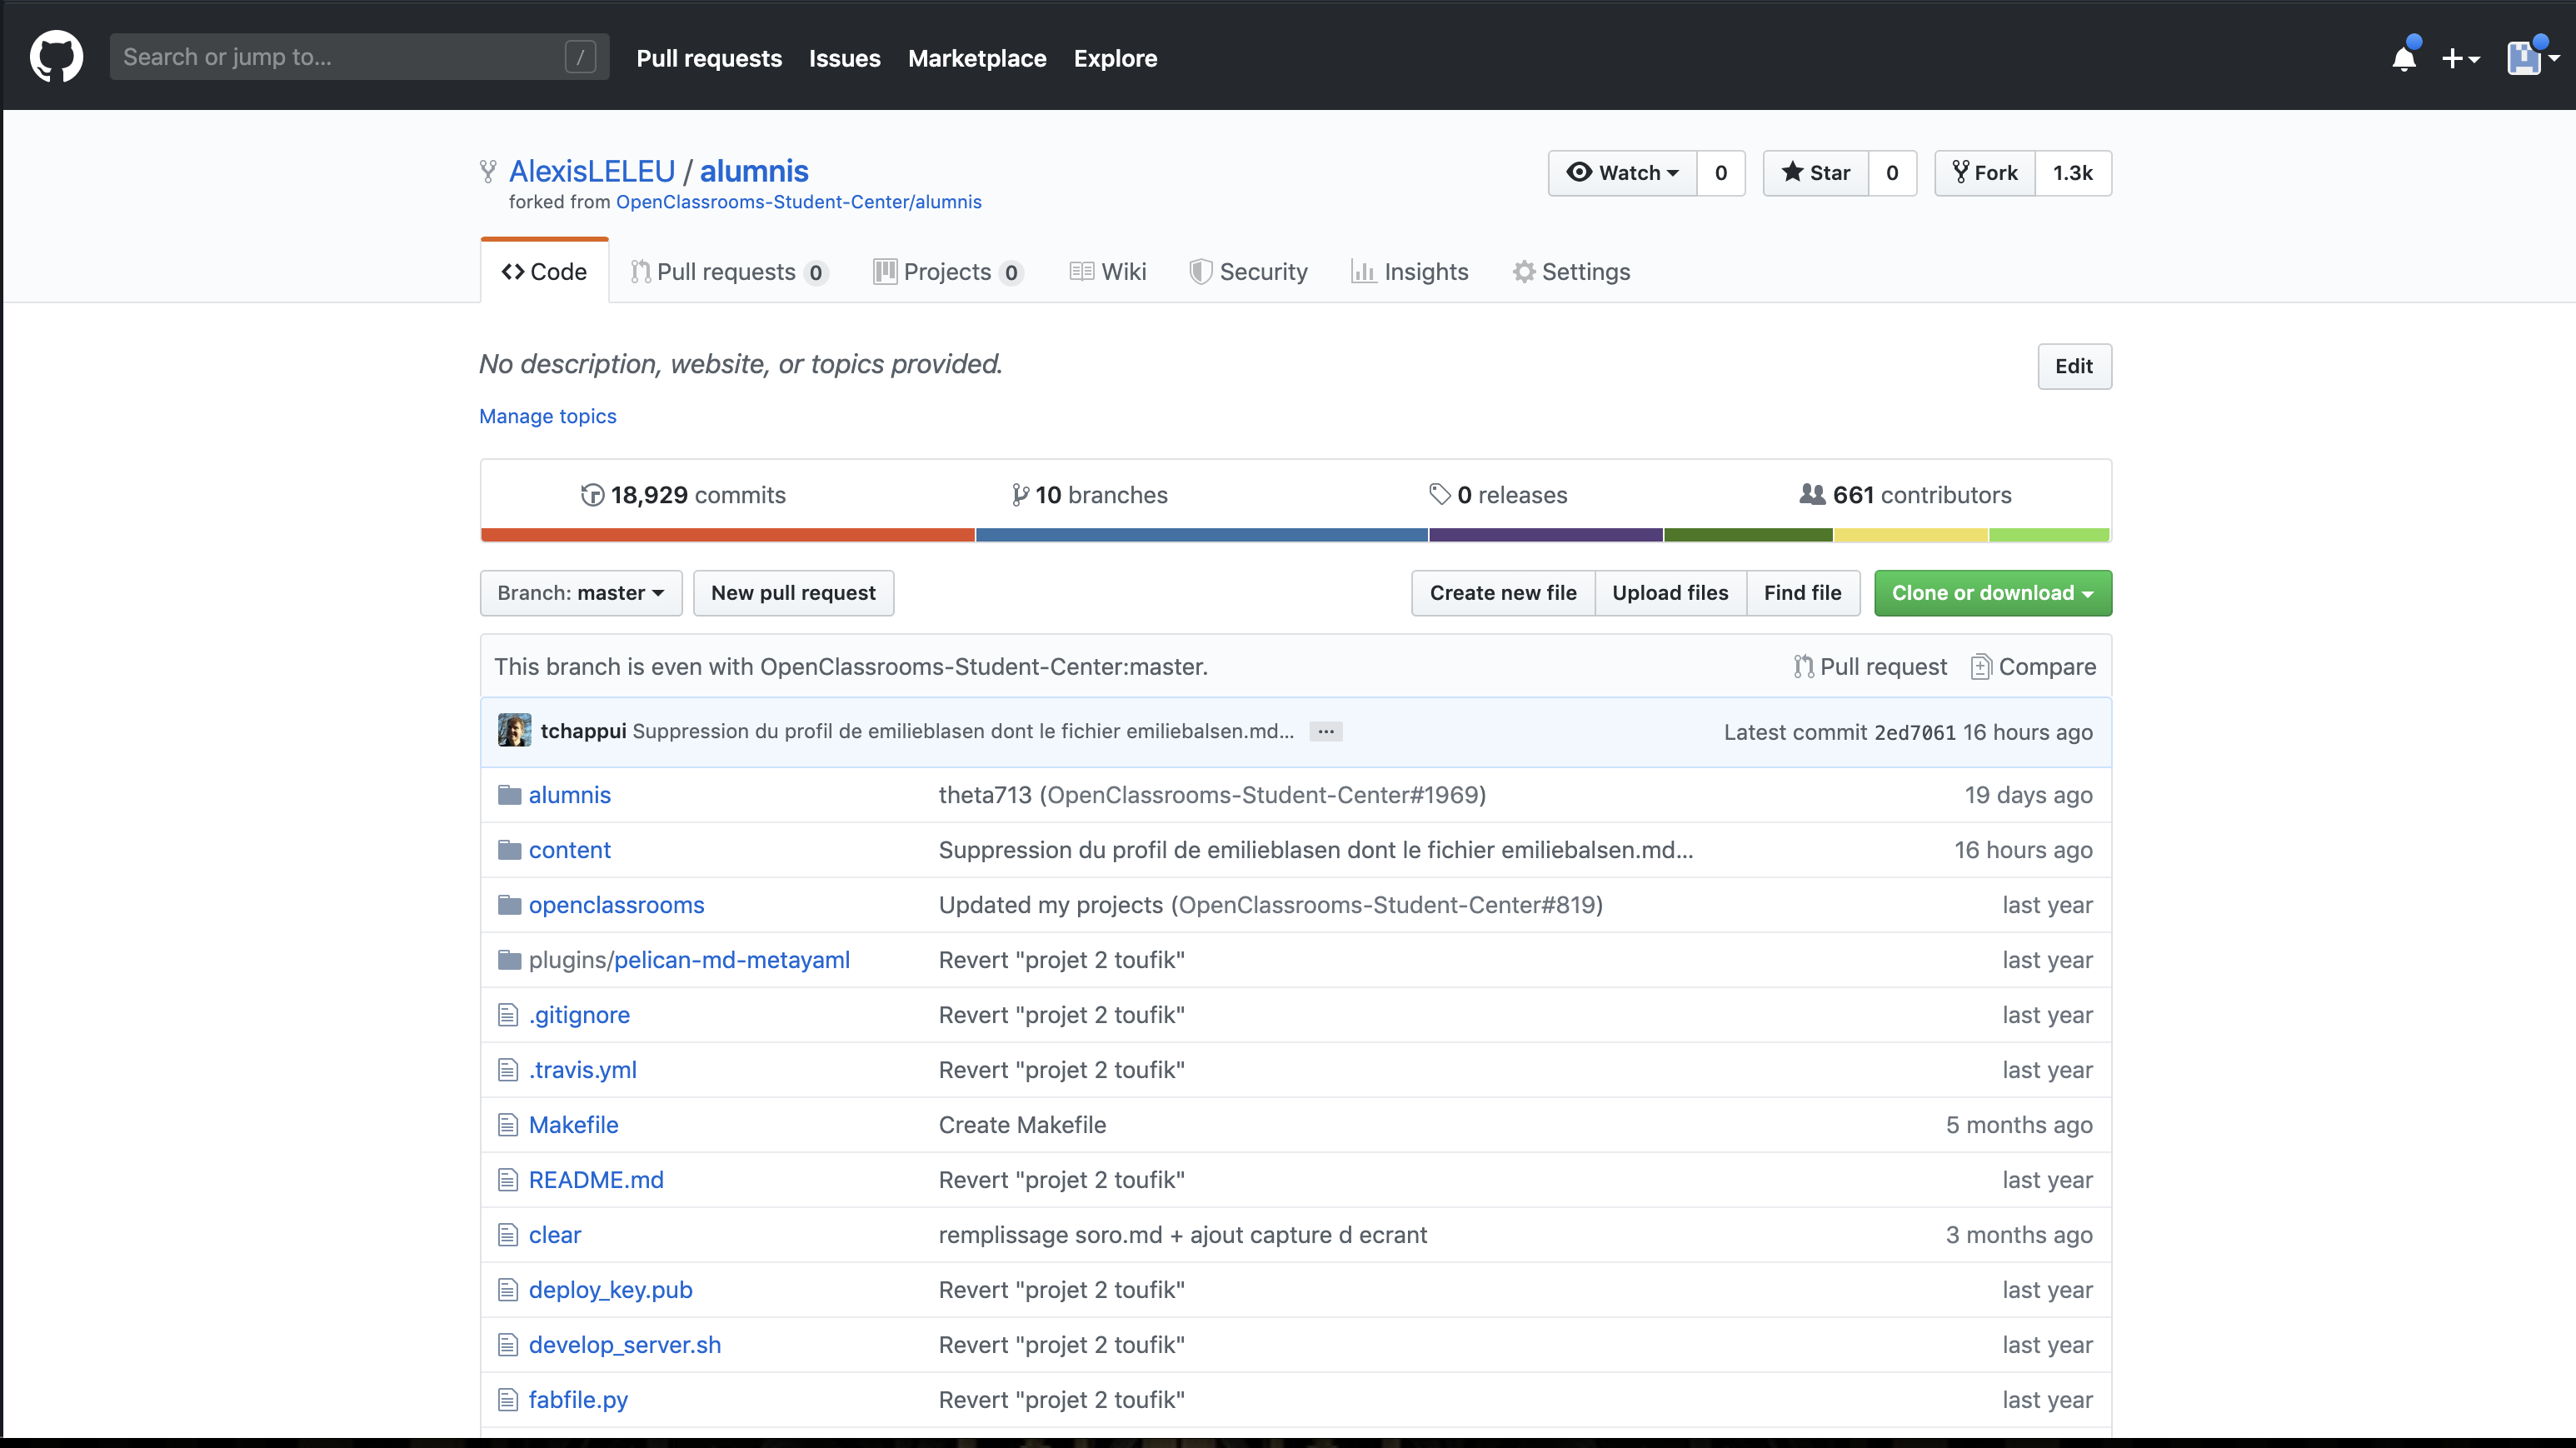 Search or jump to... / Pull requests Issues Marketplace Explore
AlexisLELEU / alumnis Watch 0 Star 0 Fork 1.3k
forked from OpenClassrooms-Student-Center/alumnis
Code Pull requests 0 Projects 0 Wiki Security Insights Settings
No description, website, or topics provided. Edit
Manage topics
18,929 commits 10 branches 0 releases 661 contributors
Branch: master New pull request Create new file Upload files Find file Clone or download
This branch is even with OpenClassrooms-Student-Center:master. Pull request Compare
tchappui Suppression du profil de emilieblasen dont le fichier emiliebalsen.md... ... Latest commit 2ed7061 16 hours ago
alumnis theta713 (OpenClassrooms-Student-Center#1969) 19 days ago
content Suppression du profil de emilieblasen dont le fichier emiliebalsen.md... 16 hours ago
openclassrooms Updated my projects (OpenClassrooms-Student-Center#819) last year
plugins/pelican-md-metayaml Revert "projet 2 toufik" last year
.gitignore Revert "projet 2 toufik" last year
.travis.yml Revert "projet 2 toufik" last year
Makefile Create Makefile 5 months ago
README.md Revert "projet 2 toufik" last year
clear remplissage soro.md + ajout capture d ecrant 3 months ago
deploy_key.pub Revert "projet 2 toufik" last year
develop_server.sh Revert "projet 2 toufik" last year
fabfile.py Revert "projet 2 toufik" last year